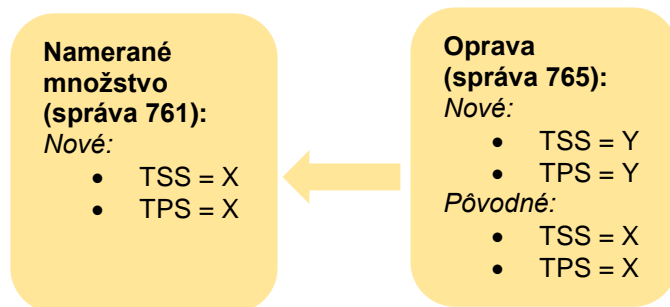 Namerané
množstvo
(správa 761):
Nové:
• TSS = X
• TPS = X
Oprava
(správa 765):
Nové:
• TSS = Y
• TPS = Y
Pôvodné:
• TSS = X
• TPS = X